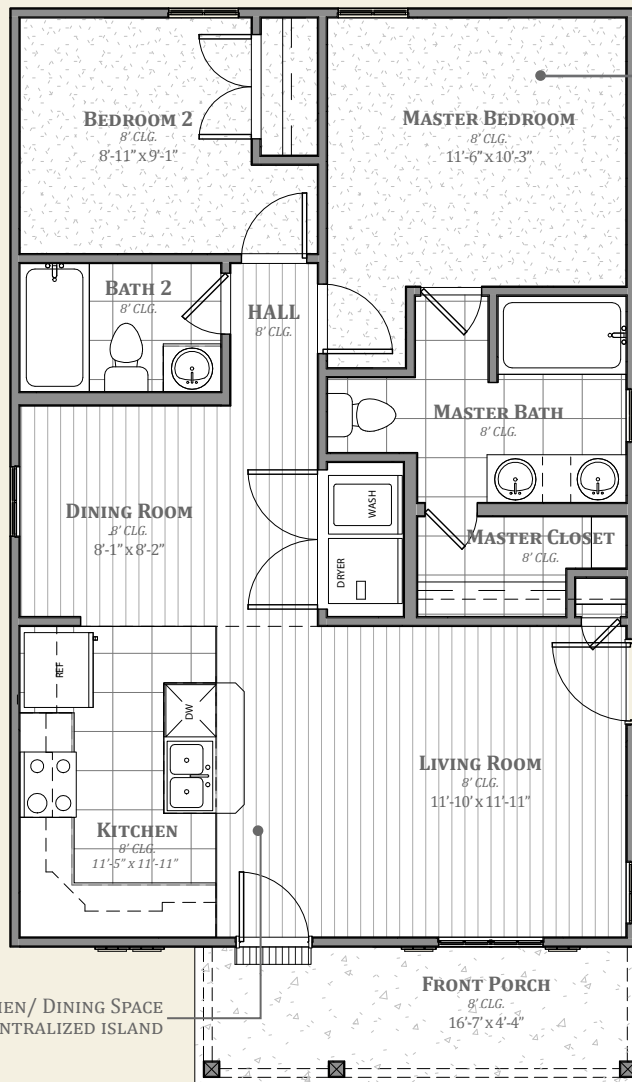 BEDROOM 2
8' CLG.
8'-11" x 9'-1"
MASTER BEDROOM
8' CLG.
11'-6" x 10'-3"
BATH 2
8' CLG.
HALL
8' CLG.
MASTER BATH
8' CLG.
DINING ROOM
8' CLG.
8'-1" x 8'-2"
WASH
DRYER
MASTER CLOSET
8' CLG.
REF
DW
LIVING ROOM
8' CLG.
11'-10' x 11'-11"
KITCHEN
8' CLG.
11'-5" x 11'-11"
FRONT PORCH
8' CLG.
16'-7' x 4'-4"
EN/ DINING SPACE
NTRALIZED ISLAND